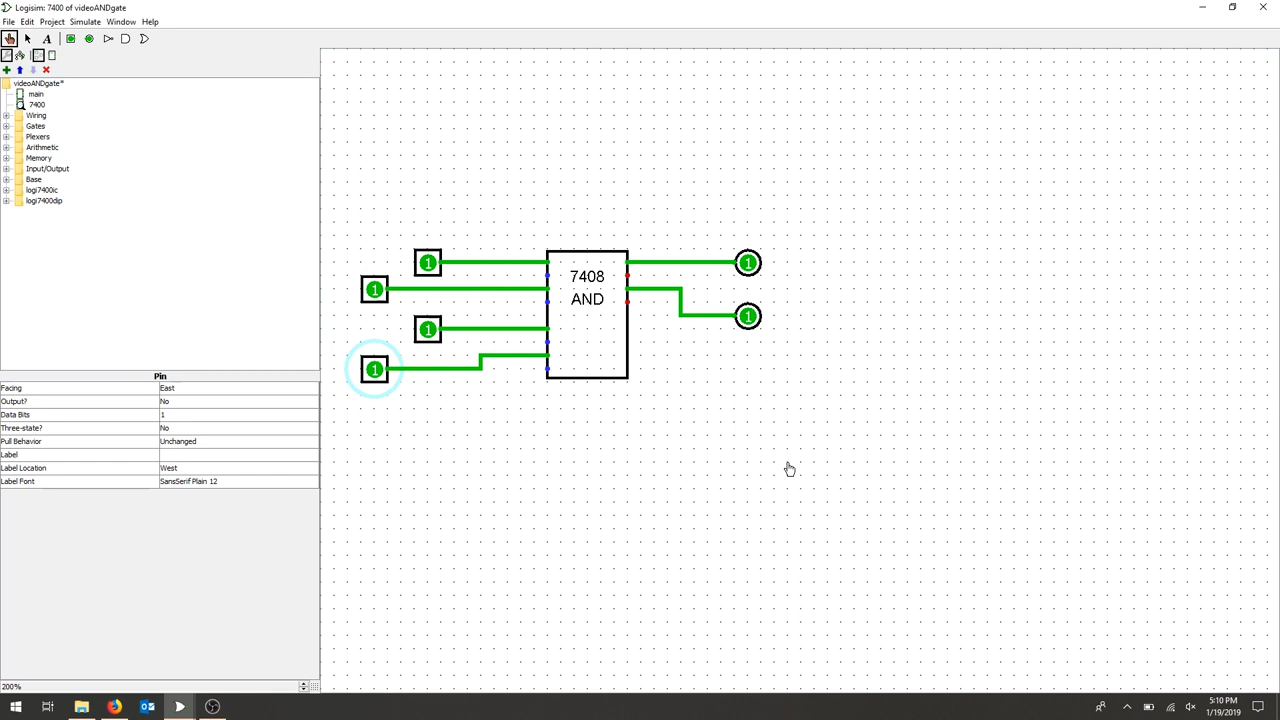 Logisim: 7400 of videoANDgate
File Edit Project Simulate Window Help
A
videoANDgate*
main
7400
Wiring
Gates
Plexers
Arithmetic
Memory
Input/Output
Base
logi7400ic
logi7400dip
Pin
Facing East
Output? No
Data Bits 1
Three-state? No
Pull Behavior Unchanged
Label
Label Location West
Label Font SansSerif Plain 12
200%
1 1
7408
1
AND
1
1
1
5:10 PM
1/19/2019